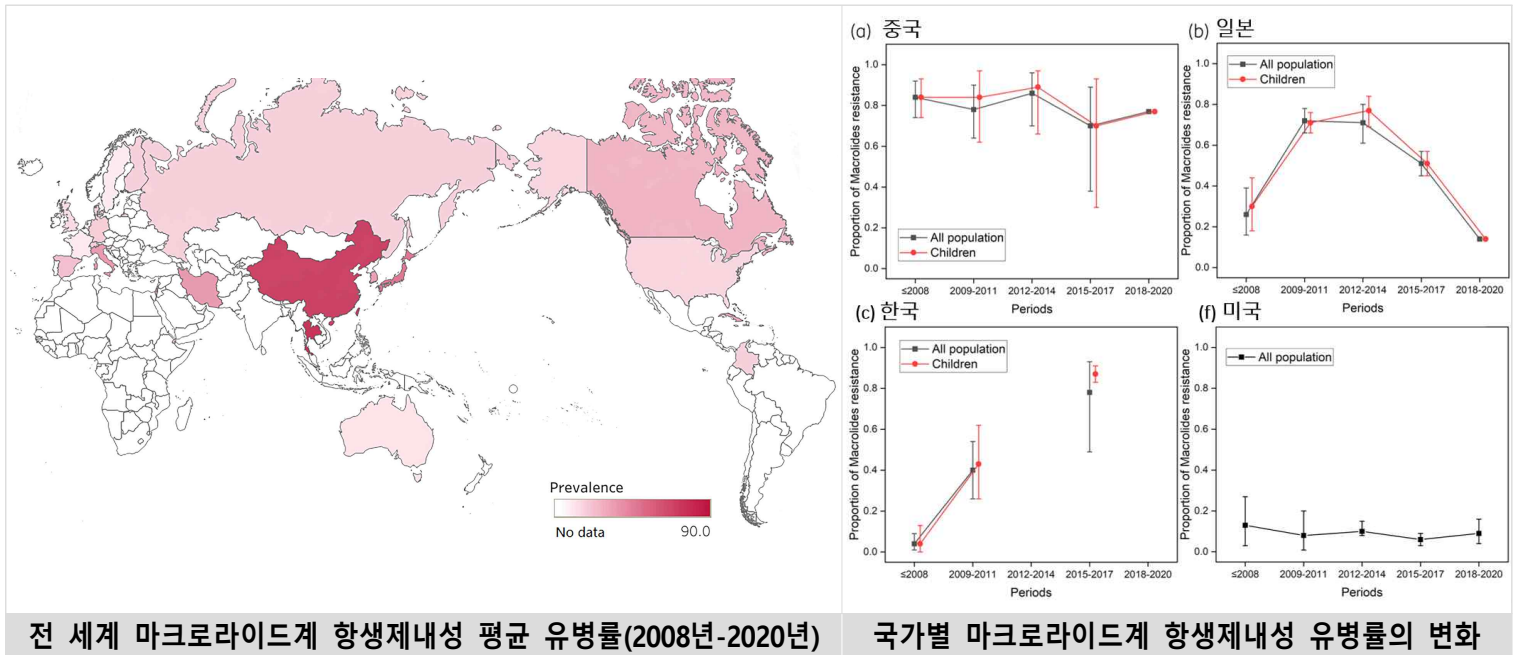 Prevalence
No data 90.0
전 세계 마크로라이드계 항생제내성 평균 유병률(2008년-2020년)
(a) 중국
Proportion of Macrolides resistance
1.0
0.8
0.6
0.4
0.2
0.0
All population
Children
≤2008 2009-2011 2012-2014 2015-2017 2018-2020
Periods
(b) 일본
Proportion of Macrolides resistance
1.0
0.8
0.6
0.4
0.2
0.0
All population
Children
≤2008 2009-2011 2012-2014 2015-2017 2018-2020
Periods
(c) 한국
Proportion of Macrolides resistance
1.0
0.8
0.6
0.4
0.2
0.0
All population
Children
≤2008 2009-2011 2012-2014 2015-2017 2018-2020
Periods
(f) 미국
Proportion of Macrolides resistance
1.0
0.8
0.6
0.4
0.2
0.0
All population
≤2008 2009-2011 2012-2014 2015-2017 2018-2020
Periods
국가별 마크로라이드계 항생제내성 유병률의 변화